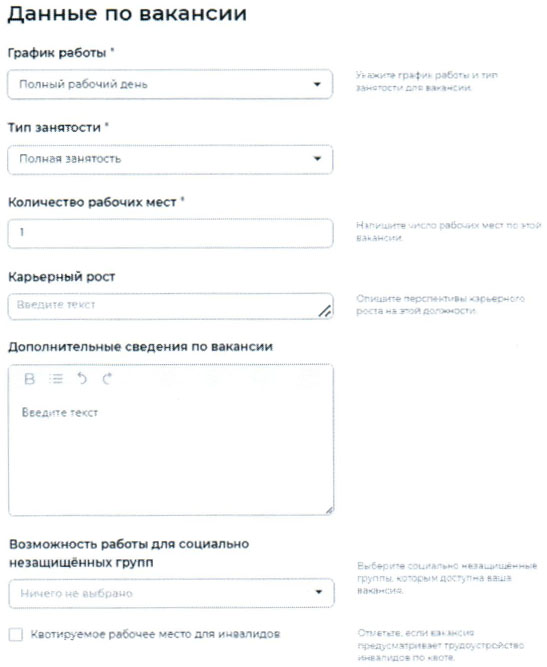 Данные по вакансии
График работы *
Полный рабочий день
Укажите график работы и тип
занятости для вакансии.
Тип занятости *
Полная занятость
Количество рабочих мест *
1
Напишите число рабочих мест по этой
вакансии.
Карьерный рост
Введите текст
Опишите перспективы карьерного
роста на этой должности.
Дополнительные сведения по вакансии
B
Введите текст
Возможность работы для социально
незащищённых групп
Выберите социально незащищённые
группы, которым доступна ваша
вакансия.
Ничего не выбрано
Квотируемое рабочее место для инвалидов
Отметьте, если вакансия
предусматривает трудоустройство
инвалидов по квоте.